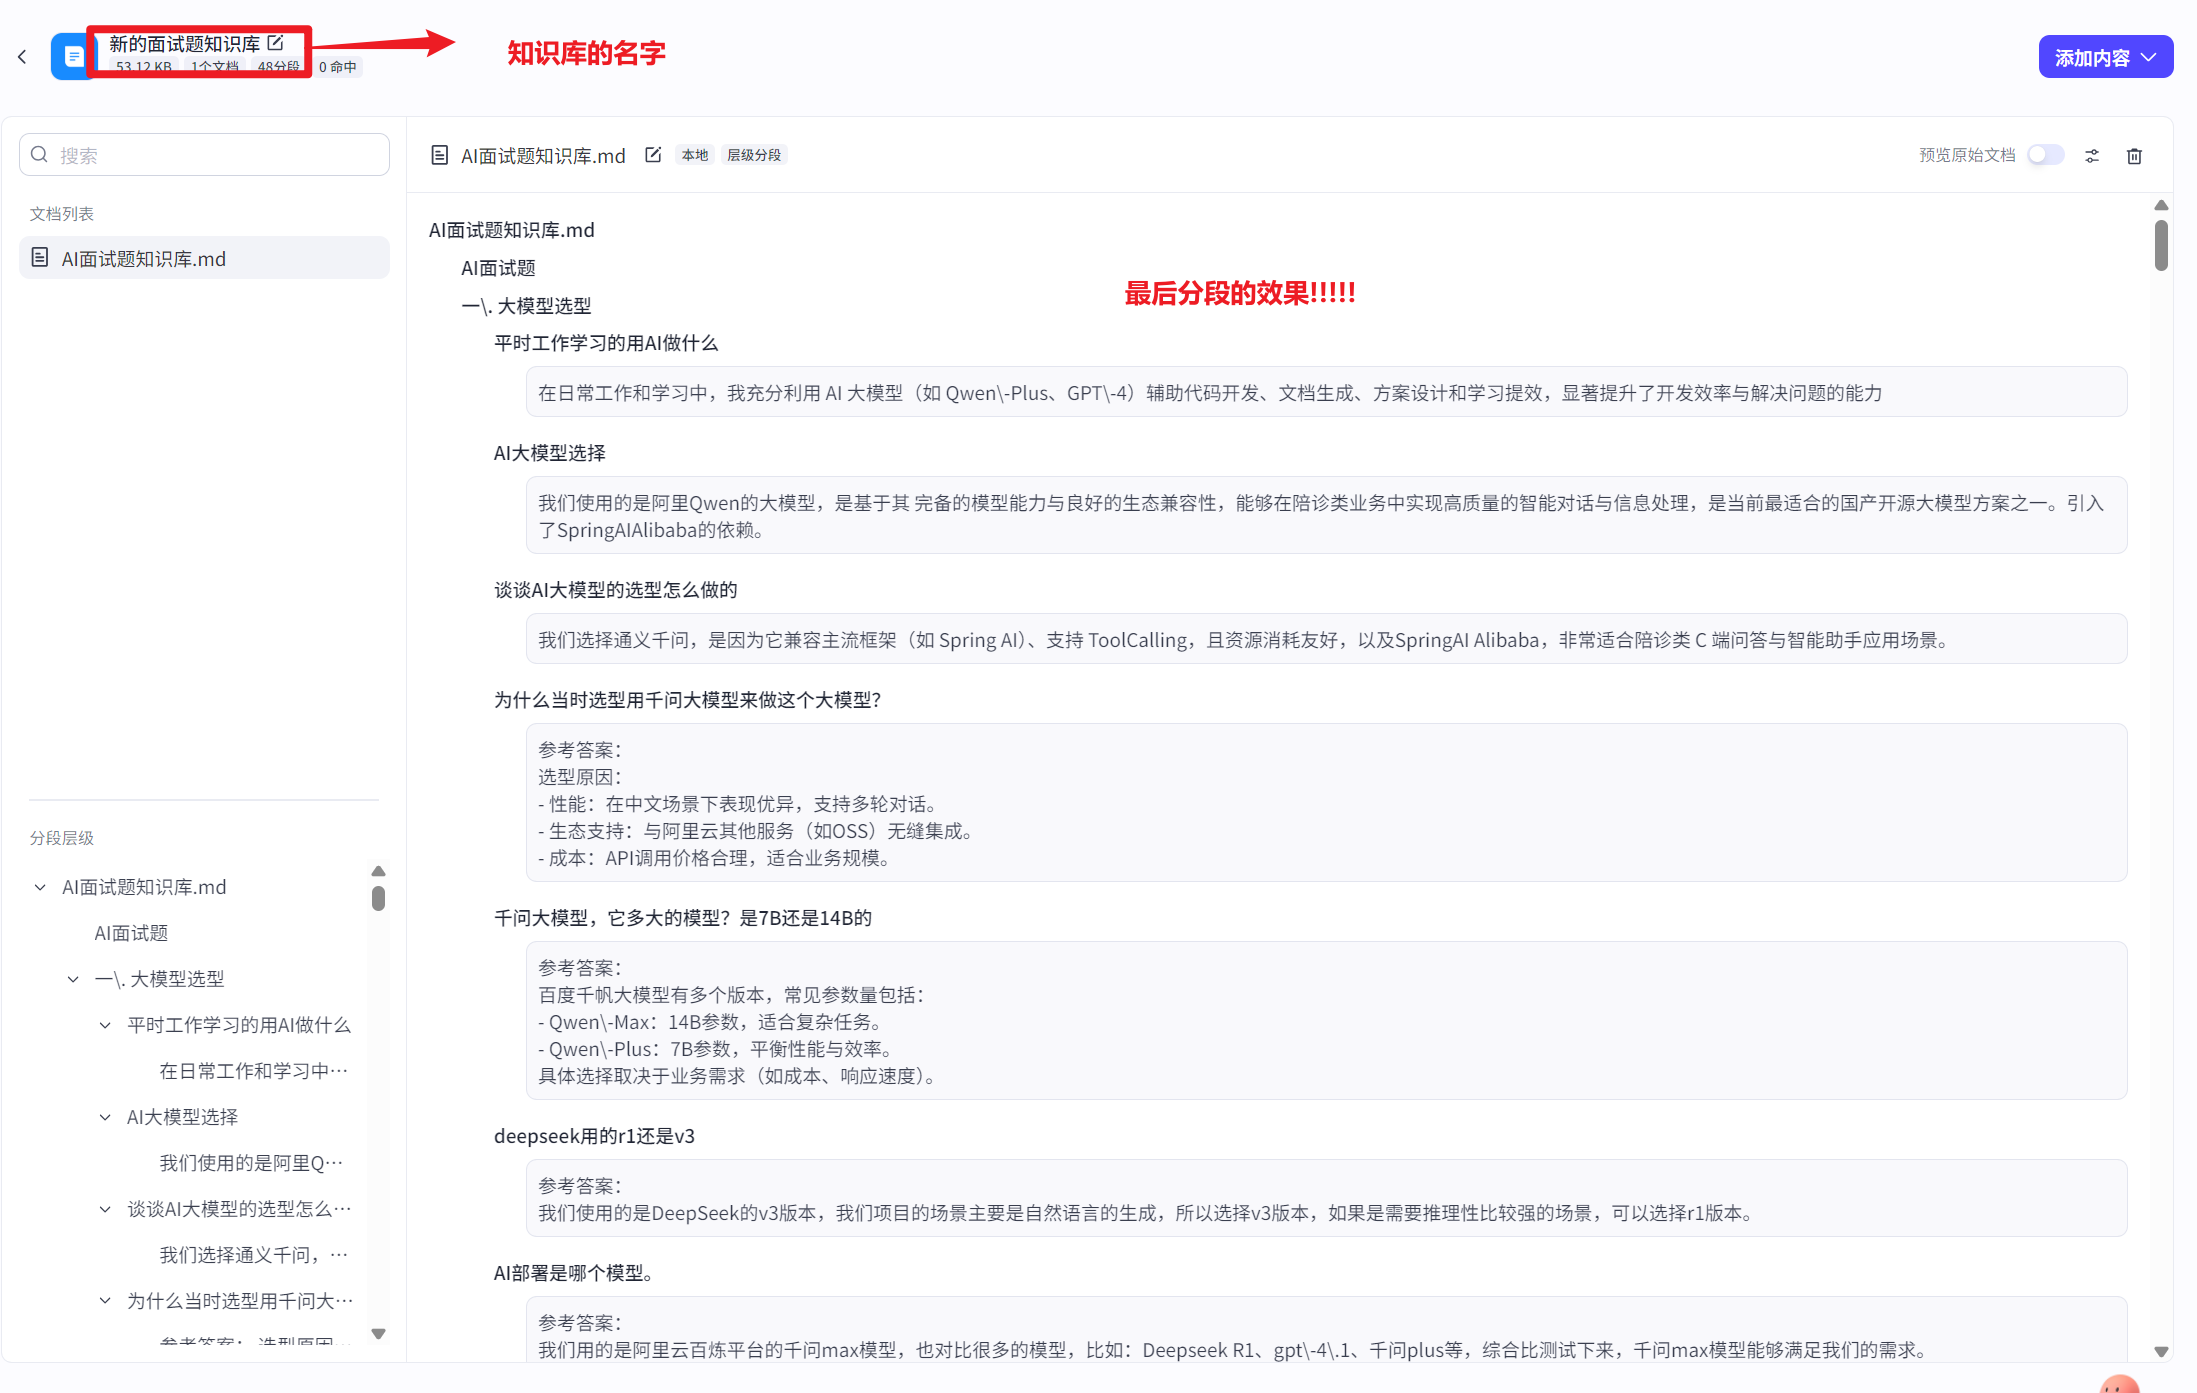 新的面试题知识库
53.12 KB 1个文档 48分段 0 命中
知识库的名字
添加内容
搜索
文档列表
AI面试题知识库.md
分段层级
AI面试题知识库.md
AI面试题
一\. 大模型选型
平时工作学习的用AI做什么
在日常工作和学习中…
AI大模型选择
我们使用的是阿里Q…
谈谈AI大模型的选型怎么…
我们选择通义千问，…
为什么当时选型用千问大…
参考答案： 选型原因…
AI面试题知识库.md 本地 层级分段
预览原始文档
AI面试题知识库.md
AI面试题
最后分段的效果!!!!!
一\. 大模型选型
平时工作学习的用AI做什么
在日常工作和学习中，我充分利用 AI 大模型（如 Qwen\-Plus、GPT\-4）辅助代码开发、文档生成、方案设计和学习提效，显著提升了开发效率与解决问题的能力
AI大模型选择
我们使用的是阿里Qwen的大模型，是基于其 完备的模型能力与良好的生态兼容性，能够在陪诊类业务中实现高质量的智能对话与信息处理，是当前最适合的国产开源大模型方案之一。引入
了SpringAIAlibaba的依赖。
谈谈AI大模型的选型怎么做的
我们选择通义千问，是因为它兼容主流框架（如 Spring AI）、支持 ToolCalling，且资源消耗友好，以及SpringAI Alibaba，非常适合陪诊类 C 端问答与智能助手应用场景。
为什么当时选型用千问大模型来做这个大模型？
参考答案：
选型原因：
- 性能：在中文场景下表现优异，支持多轮对话。
- 生态支持：与阿里云其他服务（如OSS）无缝集成。
- 成本：API调用价格合理，适合业务规模。
千问大模型，它多大的模型？是7B还是14B的
参考答案：
百度千帆大模型有多个版本，常见参数量包括：
- Qwen\-Max：14B参数，适合复杂任务。
- Qwen\-Plus：7B参数，平衡性能与效率。
具体选择取决于业务需求（如成本、响应速度）。
deepseek用的r1还是v3
参考答案：
我们使用的是DeepSeek的v3版本，我们项目的场景主要是自然语言的生成，所以选择v3版本，如果是需要推理性比较强的场景，可以选择r1版本。
AI部署是哪个模型。
参考答案：
我们用的是阿里云百炼平台的千问max模型，也对比很多的模型，比如：Deepseek R1、gpt\-4\.1、千问plus等，综合比测试下来，千问max模型能够满足我们的需求。